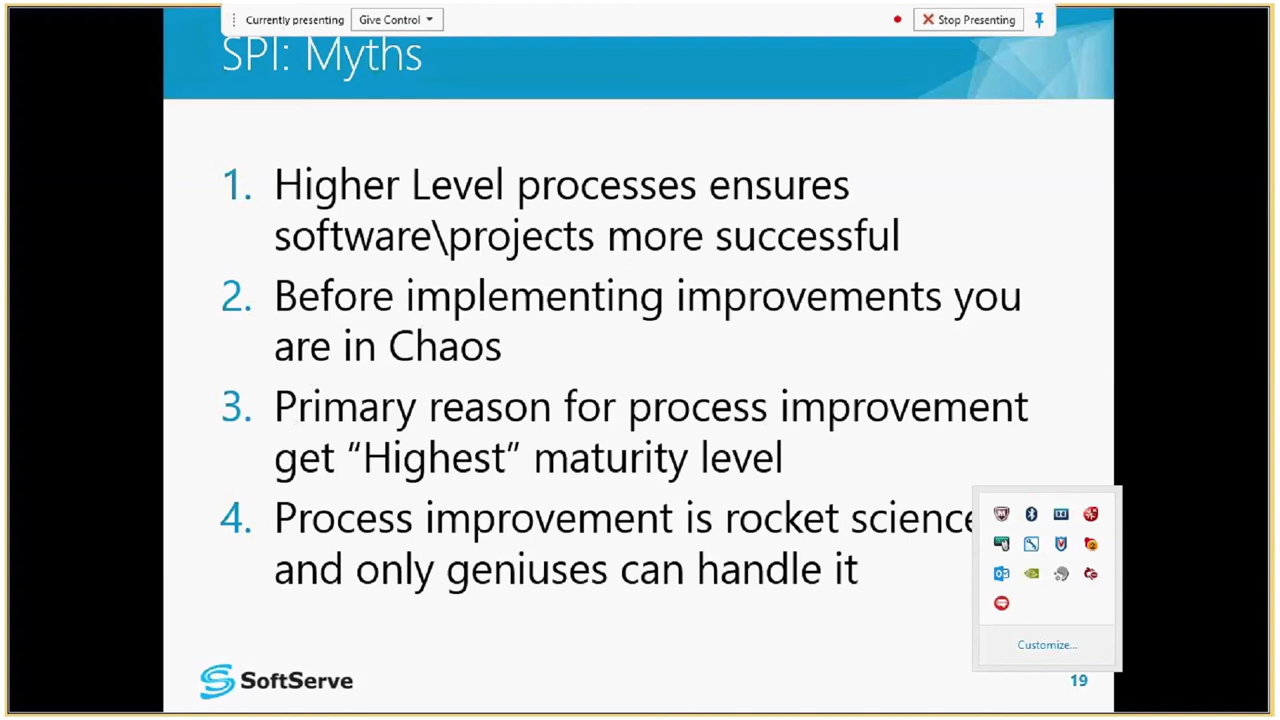 Currently presenting
Give Control
Stop Presenting
SPI: Myths
1. Higher Level processes ensures
software\projects more successful
2. Before implementing improvements you
are in Chaos
3. Primary reason for process improvement
get “Highest” maturity level
4. Process improvement is rocket science
and only geniuses can handle it
Customize...
SoftServe
19